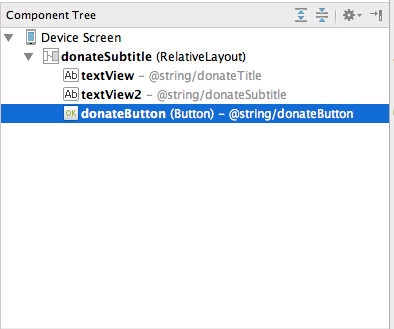 Component Tree
Device Screen
donateSubtitle (RelativeLayout)
Ab textView – @string/donateTitle
Ab textView2 – @string/donateSubtitle
OK donateButton (Button) – @string/donateButton